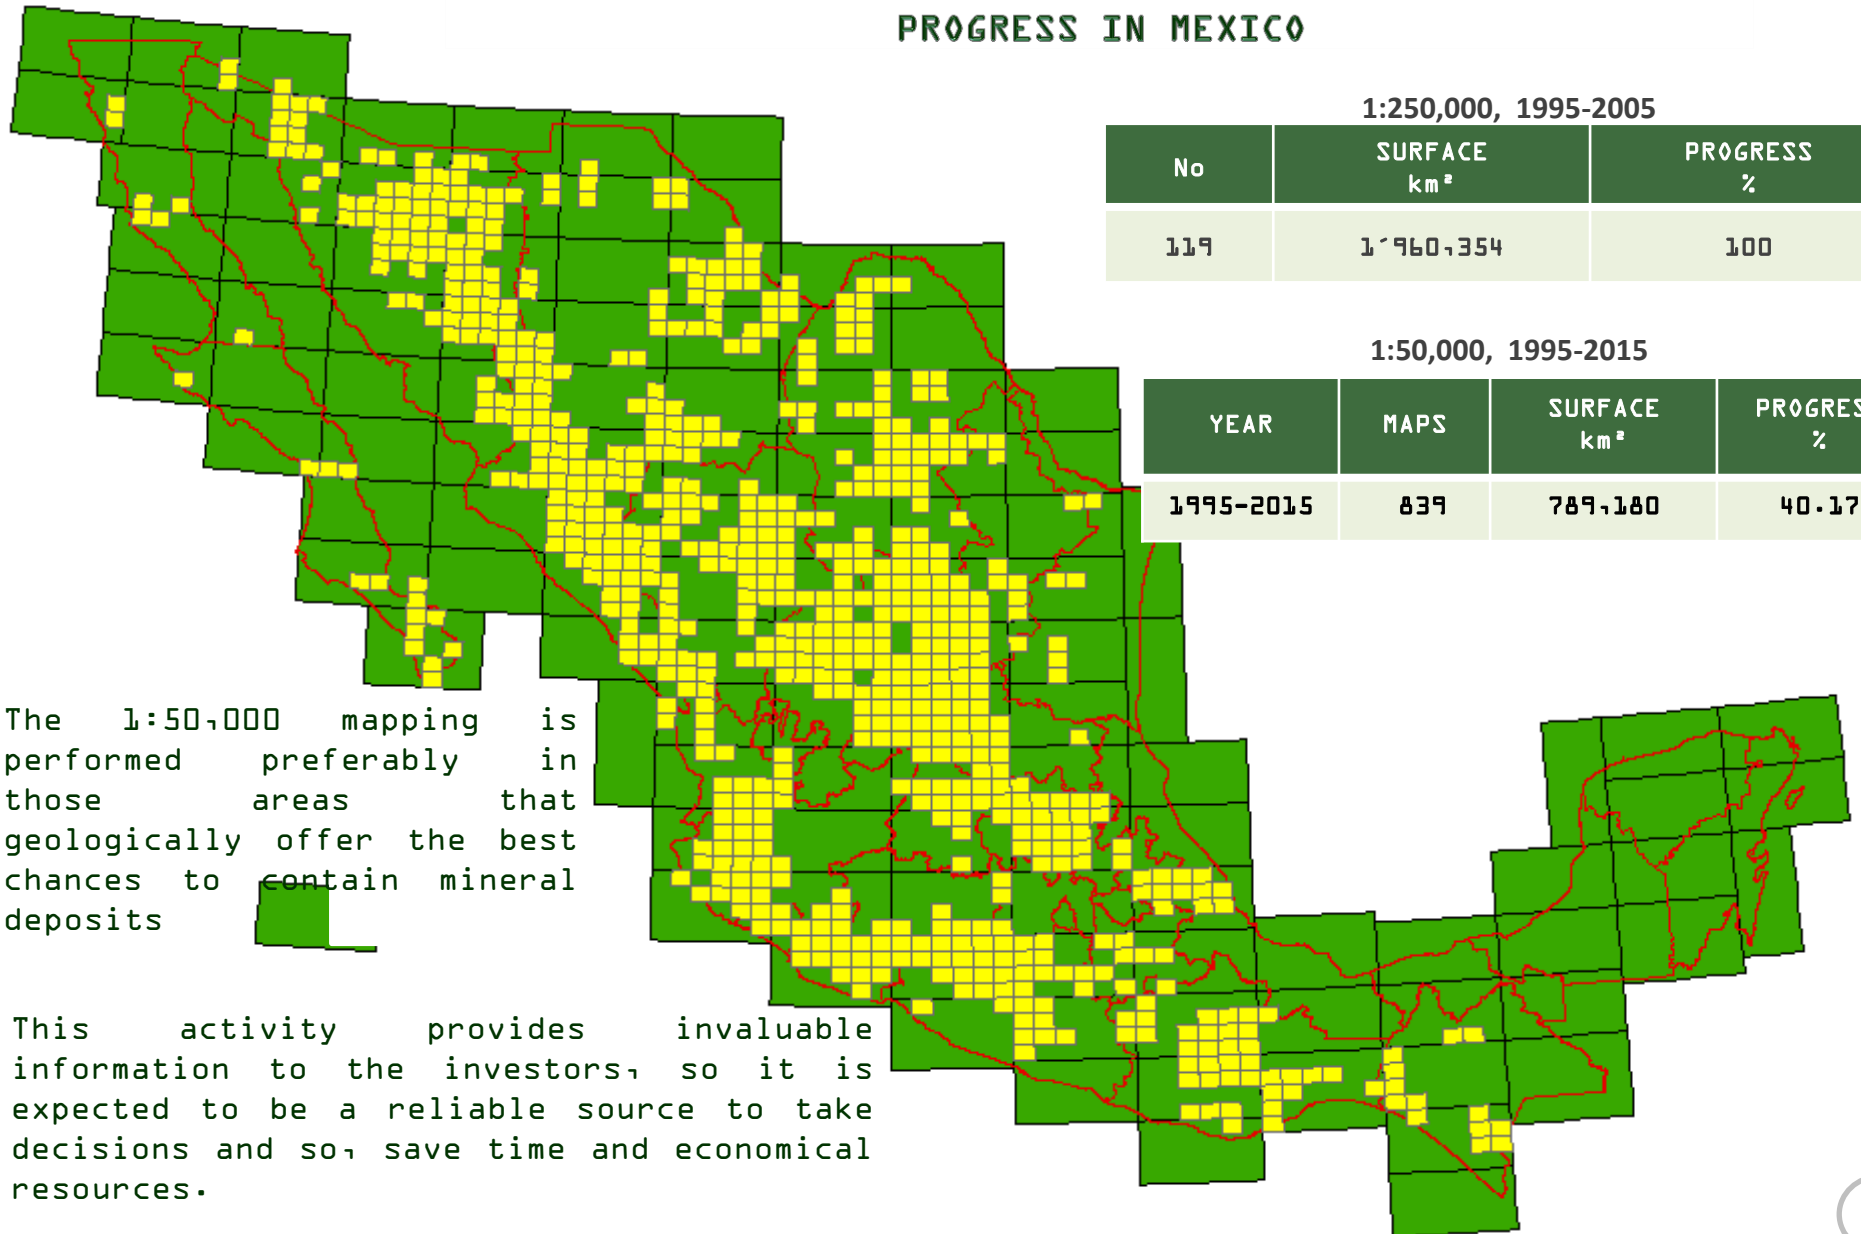 PROGRESS IN MEXICO
1:250,000, 1995-2005
No SURFACE km² PROGRESS %
119 1´960,354 100
1:50,000, 1995-2015
YEAR MAPS SURFACE km² PROGRES %
1995-2015 839 789,180 40.17
The 1:50,000 mapping is
performed preferably in
those areas that
geologically offer the best
chances to contain mineral
deposits
This activity provides invaluable
information to the investors, so it is
expected to be a reliable source to take
decisions and so, save time and economical
resources.